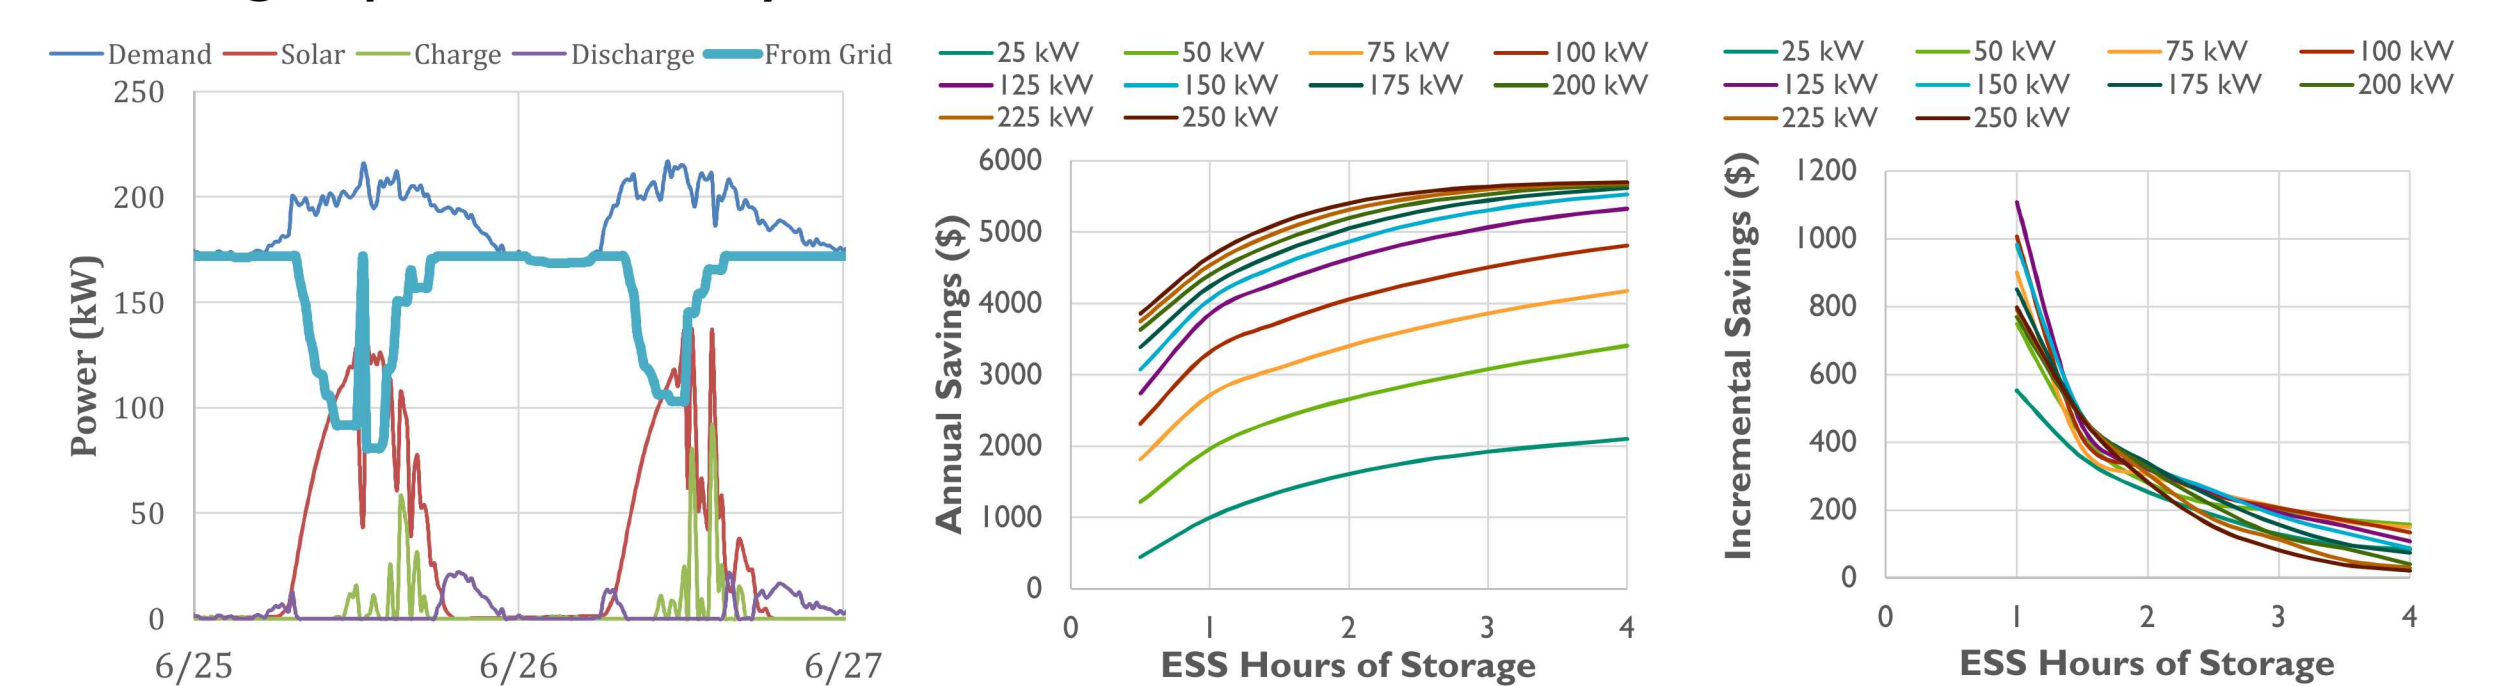 Demand Solar Charge Discharge From Grid
250
200
150
100
50
0
Power (kW)
6/25 6/26 6/27
25 kW 50 kW 75 kW 100 kW
125 kW 150 kW 175 kW 200 kW
225 kW 250 kW
6000
5000
4000
3000
2000
1000
0
Annual Savings ($)
0 1 2 3 4
ESS Hours of Storage
25 kW 50 kW 75 kW 100 kW
125 kW 150 kW 175 kW 200 kW
225 kW 250 kW
1200
1000
800
600
400
200
0
Incremental Savings ($)
0 1 2 3 4
ESS Hours of Storage